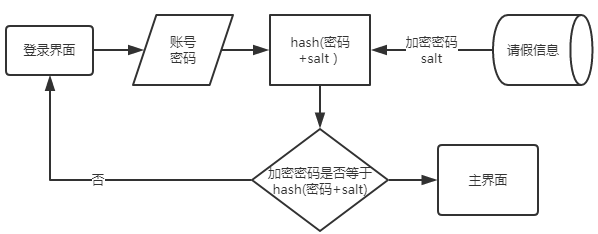 登录界面
账号
密码
hash(密码
+salt )
加密密码
salt
请假信息
加密密码是否等于
hash(密码+salt)
否
主界面